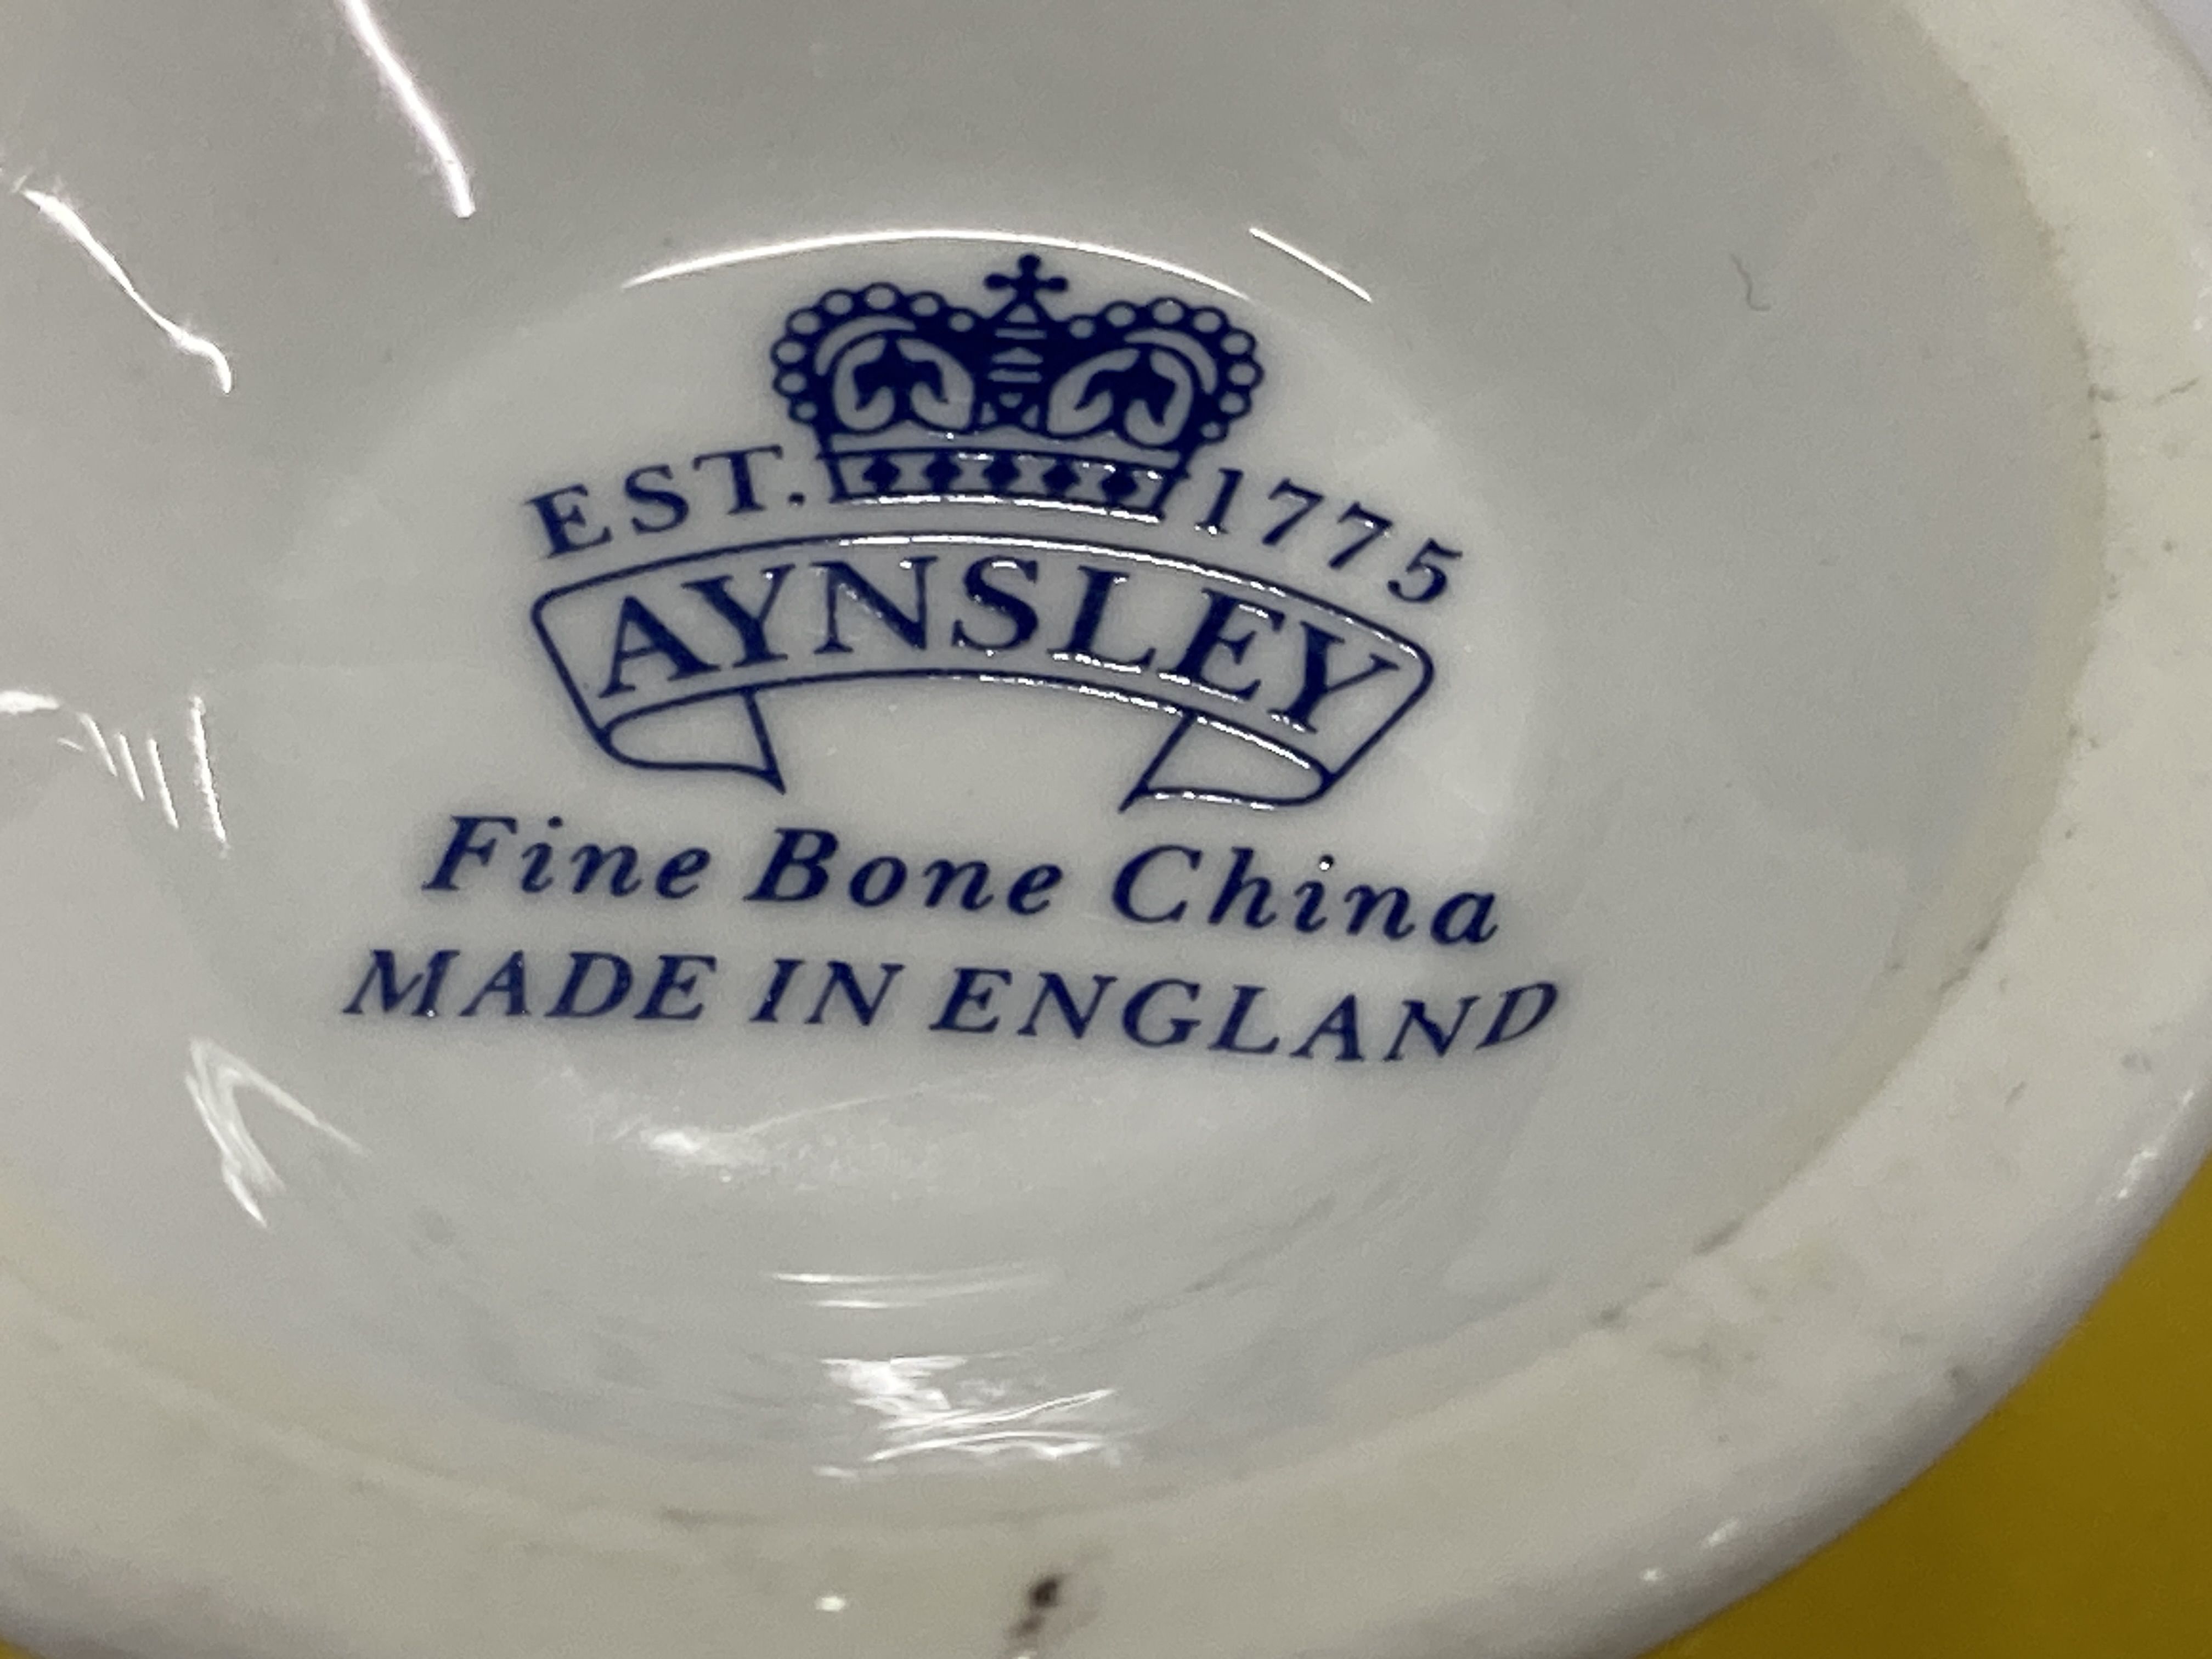 EST. 1775
AYNSLEY
Fine Bone China
MADE IN ENGLAND